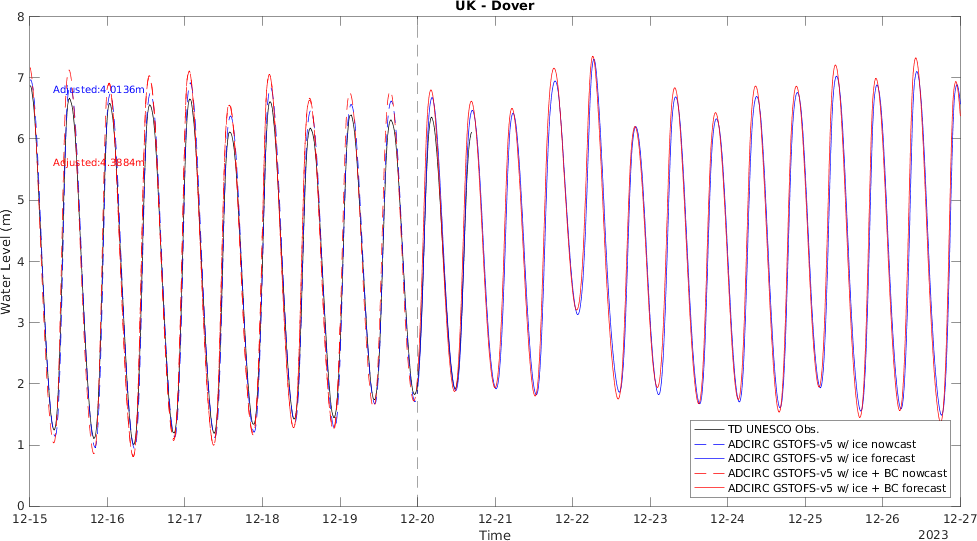 UK - Dover
8
7
6
5
4
3
2
1
0
Water Level (m)
Adjusted:4.0136m
Adjusted:4.3884m
TD UNESCO Obs.
ADCIRC GSTOFS-v5 w/ ice nowcast
ADCIRC GSTOFS-v5 w/ ice forecast
ADCIRC GSTOFS-v5 w/ ice + BC nowcast
ADCIRC GSTOFS-v5 w/ ice + BC forecast
12-15 12-16 12-17 12-18 12-19 12-20 12-21 12-22 12-23 12-24 12-25 12-26 12-27
Time
2023